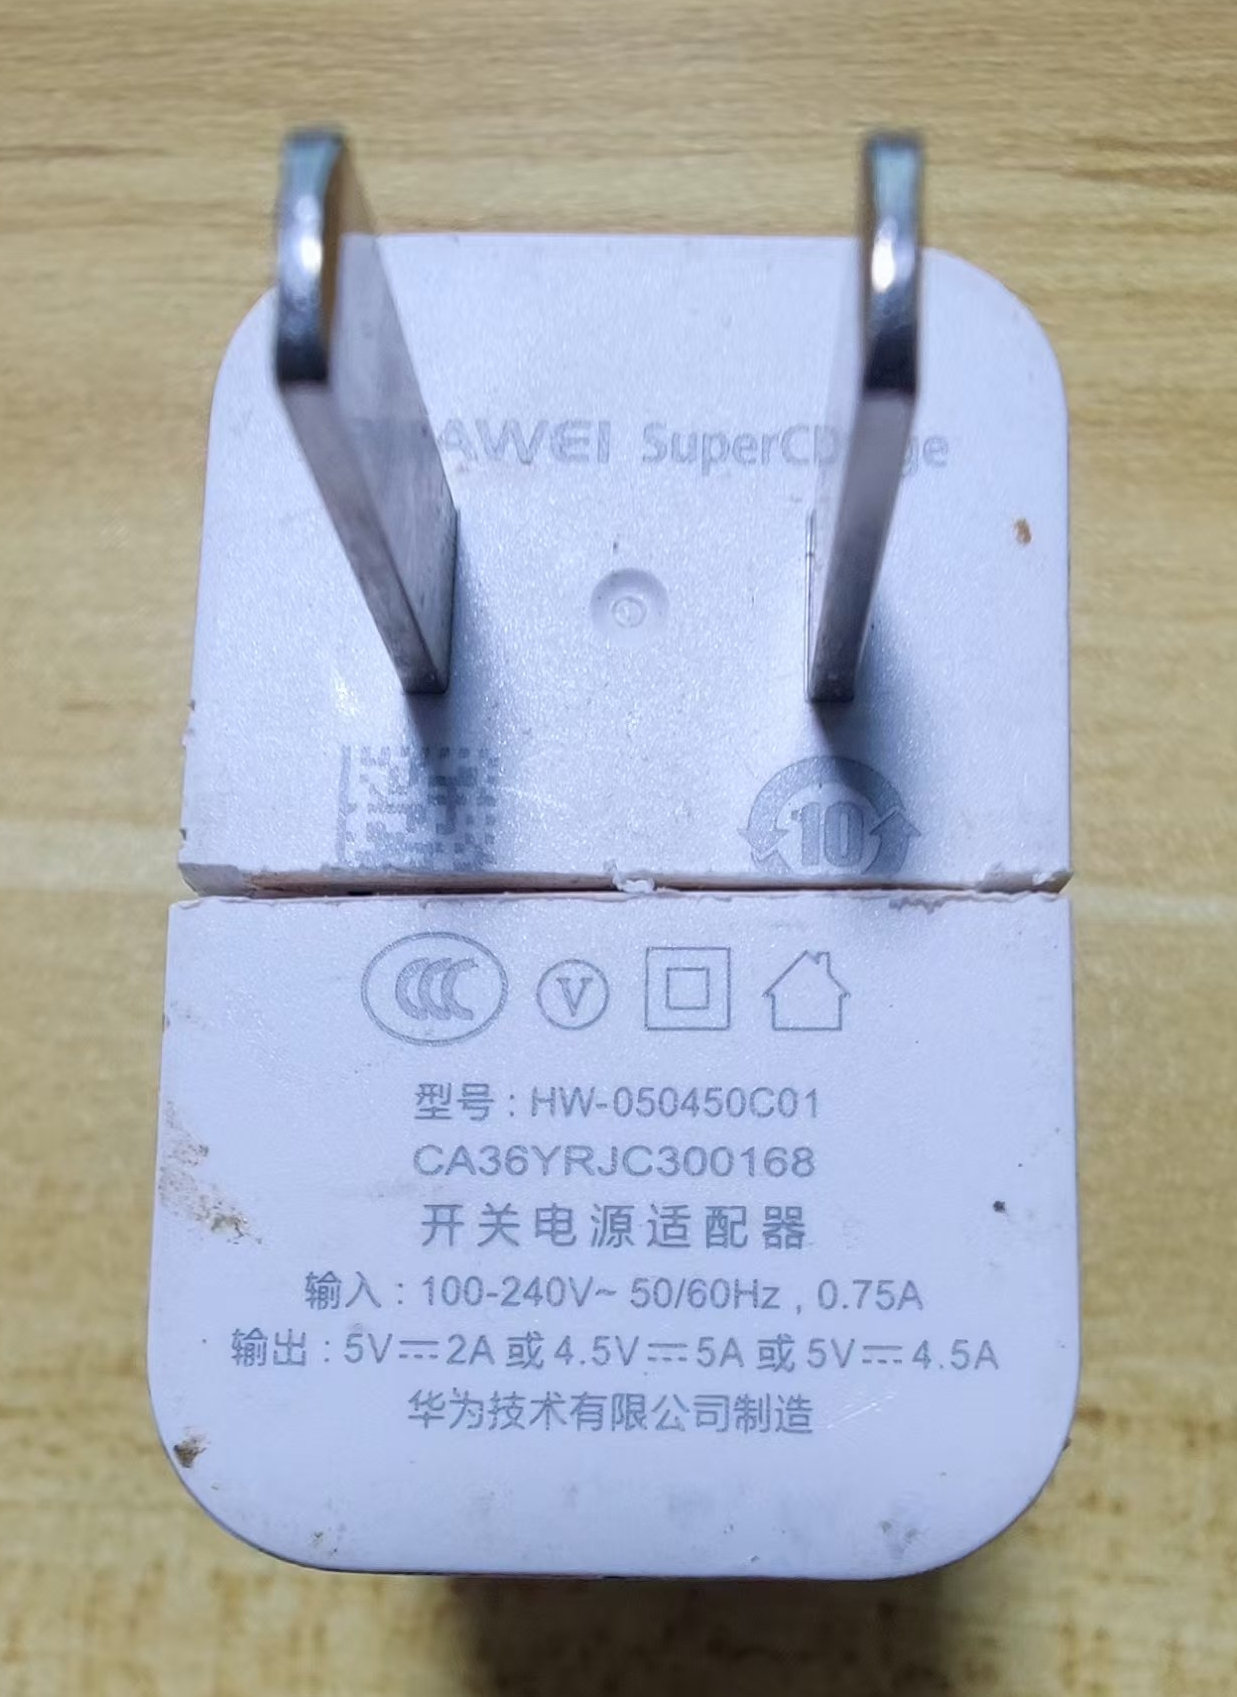 AWEI SuperC ge
10
CCC V
型号 : HW-050450C01
CA36YRJC300168
开关电源适配器
输入 : 100-240V~ 50/60Hz , 0.75A
输出 : 5V⎓2A 或 4.5V⎓5A 或 5V⎓4.5A
华为技术有限公司制造